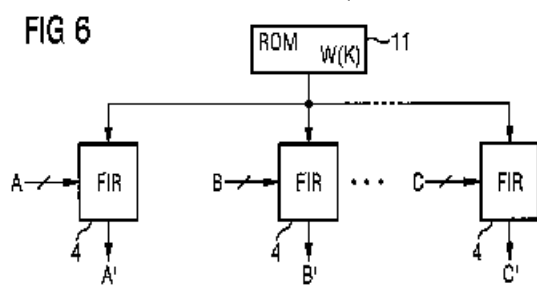 FIG 6
ROM
W(K)
11
A FIR B FIR ... C FIR
4 4 4
A' B' C'